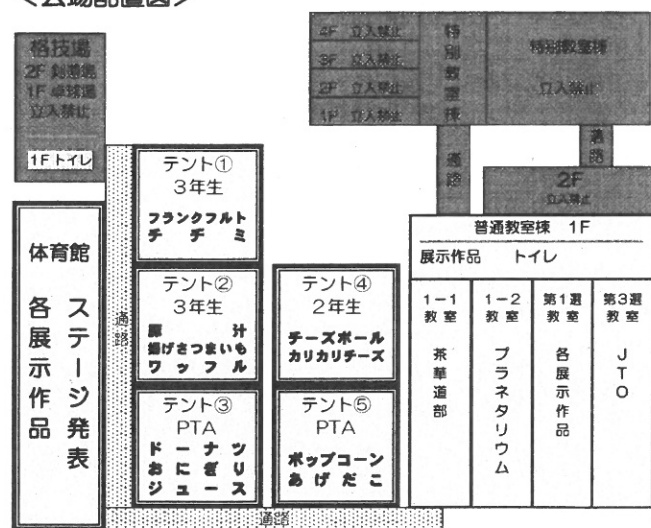 <会場配置図>
格技場
2F 剣道場
1F 卓球場
立入禁止
1Fトイレ
4F 立入禁止
3F 立入禁止
2F 立入禁止
1F 立入禁止
特別教室棟
特別教室棟
立入禁止
通路
通路
2F
立入禁止
体育館
ステージ発表
各展示作品
通路
テント①
3年生
フランクフルト
チヂミ
テント②
3年生
豚汁
揚げさつまいも
ワッフル
テント③
PTA
ドーナツ
おにぎり
ジュース
テント④
2年生
チーズボール
カリカリチーズ
テント⑤
PTA
ポップコーン
あげだこ
普通教室棟 1F
展示作品 トイレ
1-1
教室
茶華道部
1-2
教室
プラネタリウム
第1選
教室
各展示作品
第3選
教室
JTO
通路